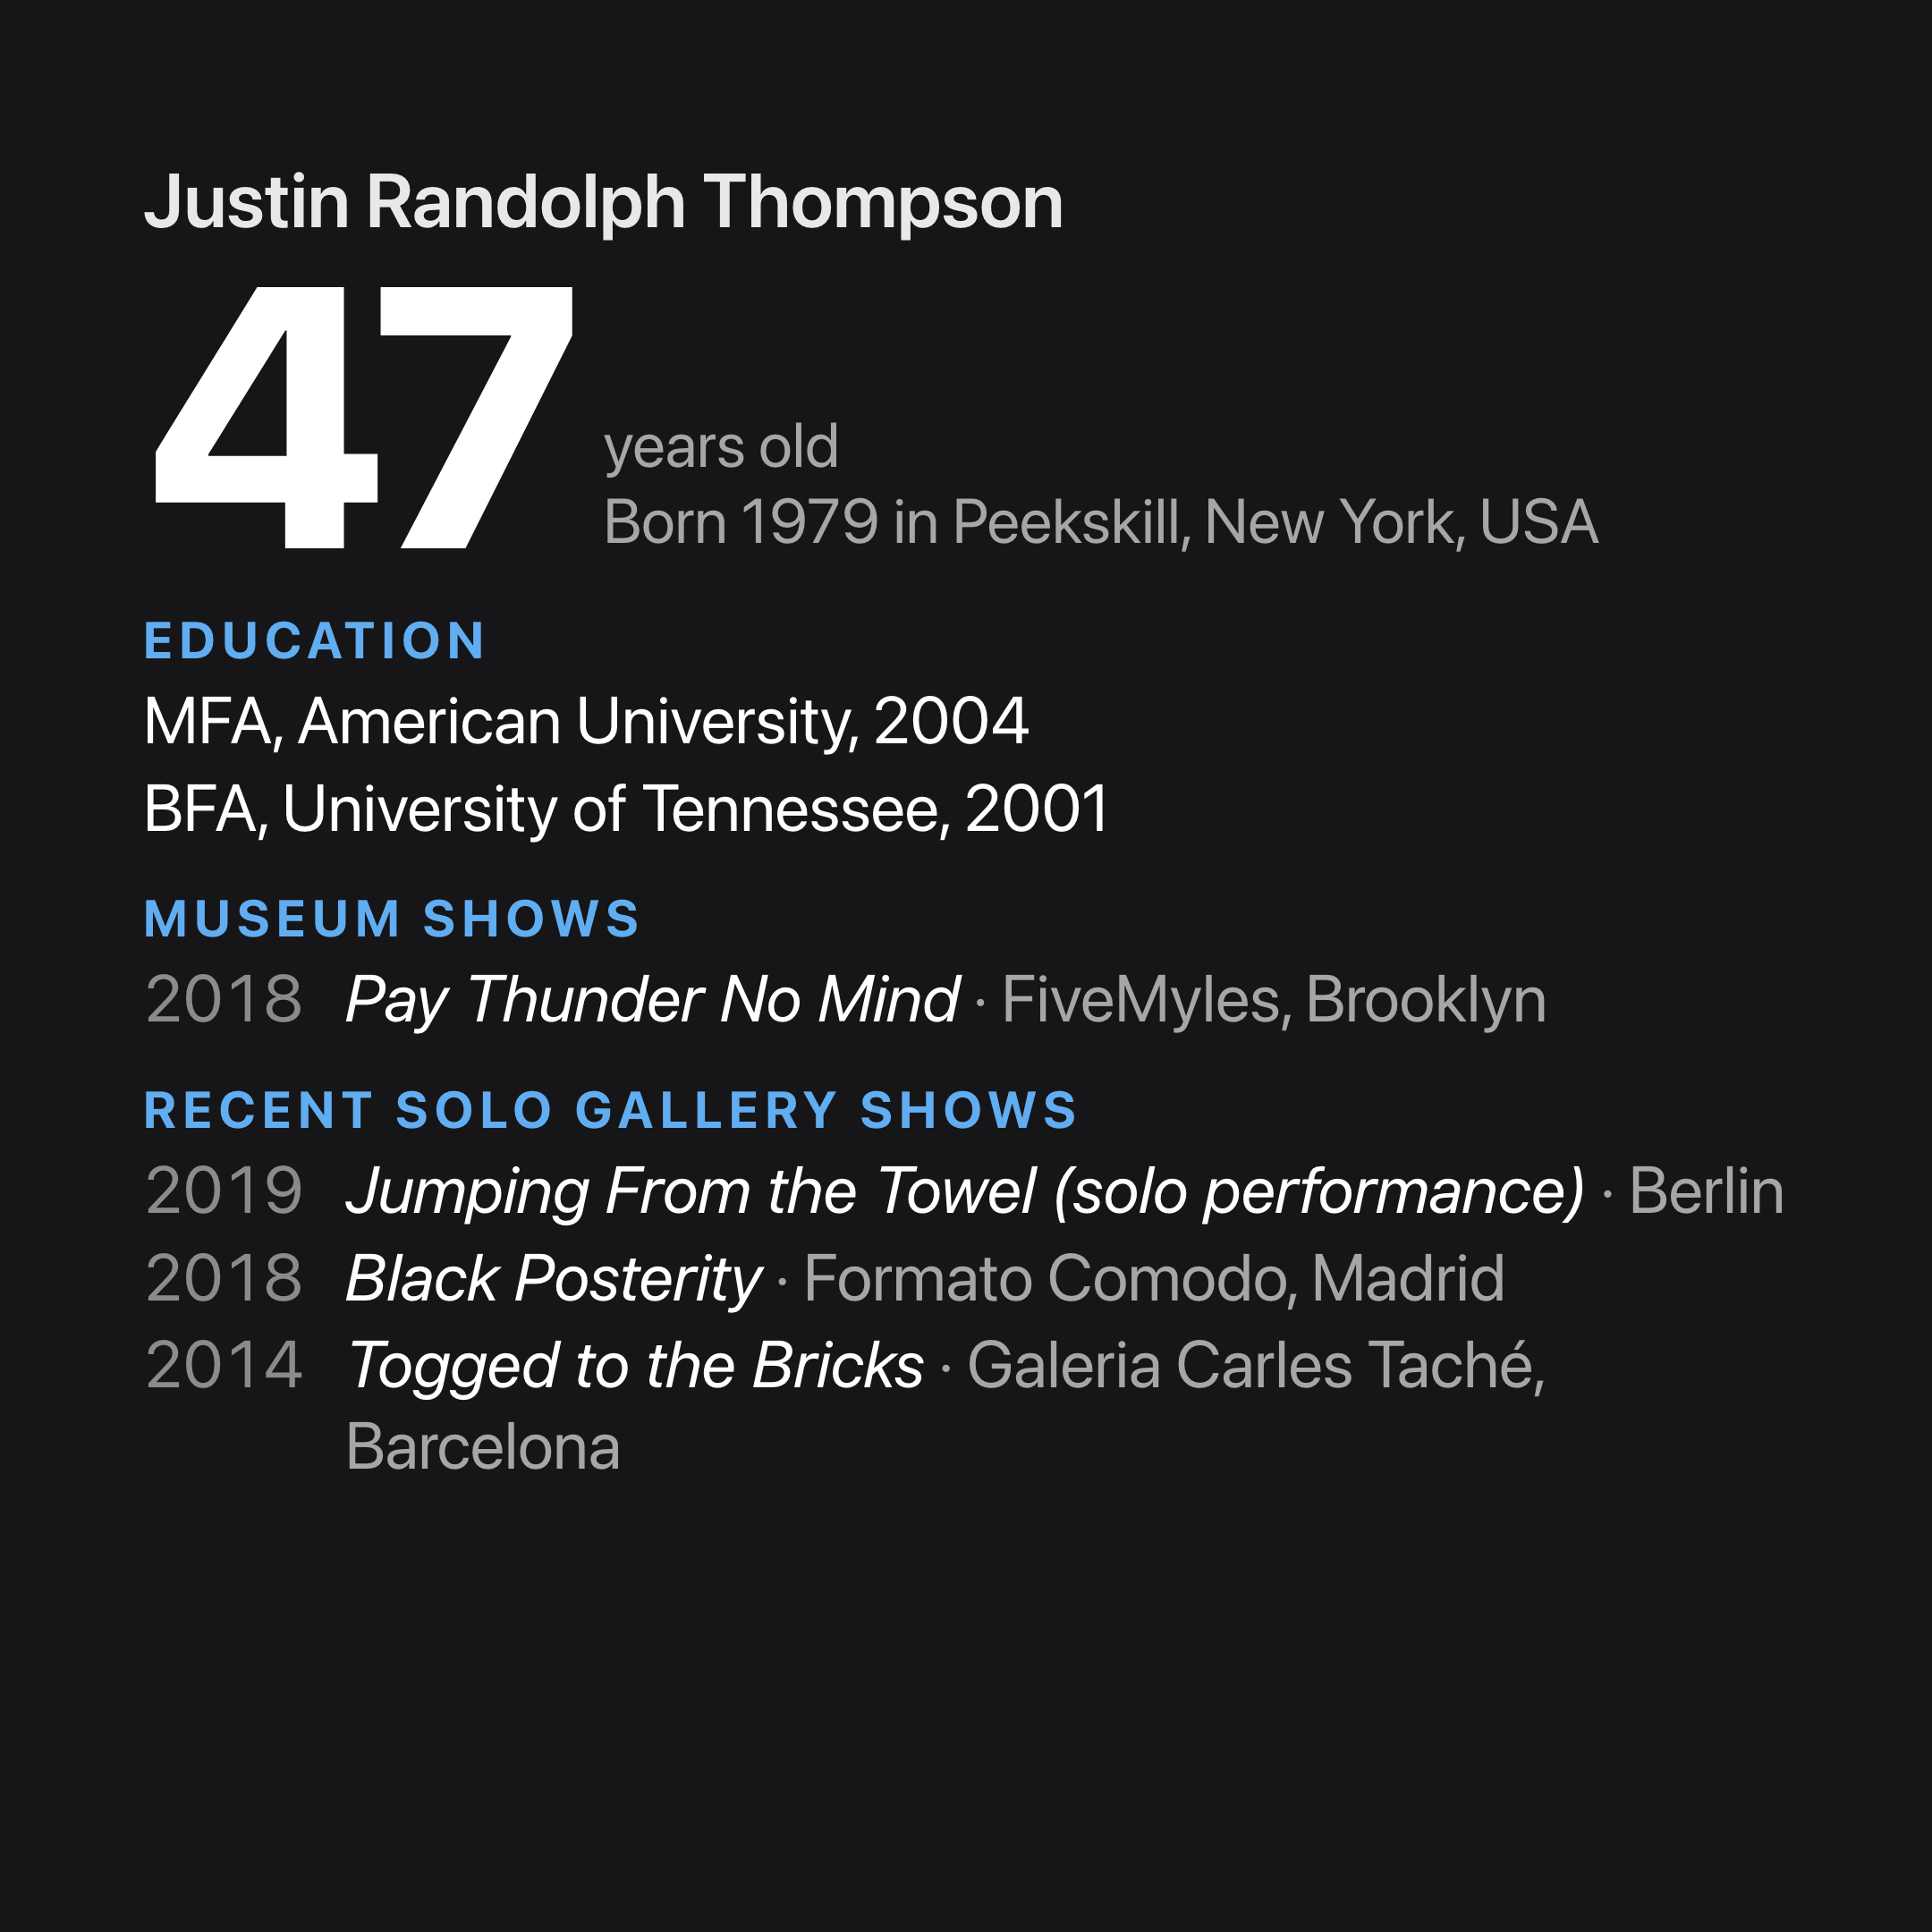 Justin Randolph Thompson
47
years old
Born 1979 in Peekskill, New York, USA
EDUCATION
MFA, American University, 2004
BFA, University of Tennessee, 2001
MUSEUM SHOWS
2018 Pay Thunder No Mind · FiveMyles, Brooklyn
RECENT SOLO GALLERY SHOWS
2019 Jumping From the Towel (solo performance) · Berlin
2018 Black Posterity · Formato Comodo, Madrid
2014 Togged to the Bricks · Galeria Carles Taché,
Barcelona